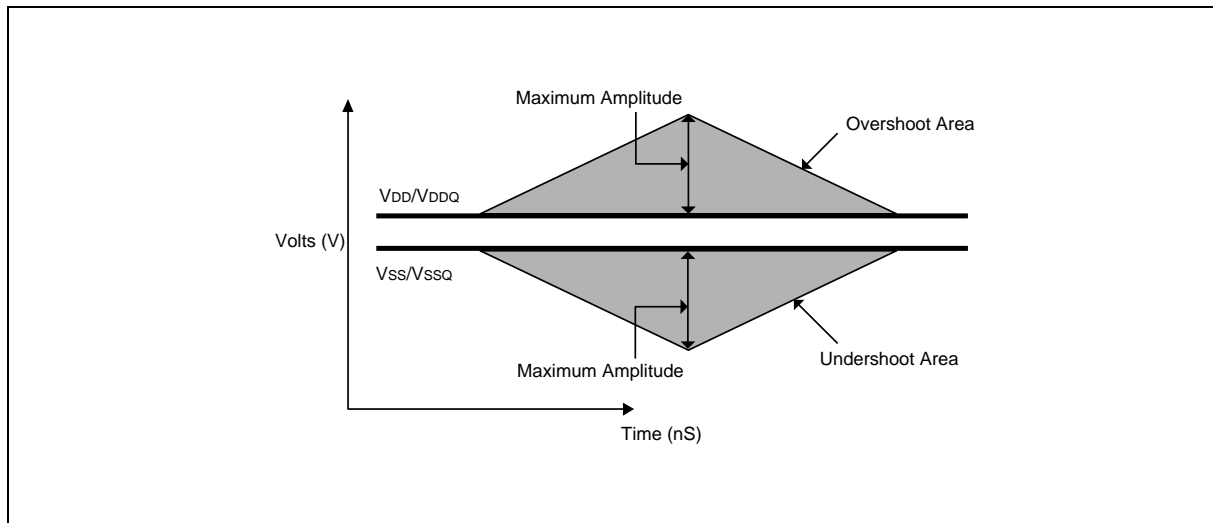 Maximum Amplitude
Overshoot Area
VDD/VDDQ
Volts (V)
VSS/VSSQ
Undershoot Area
Maximum Amplitude
Time (nS)